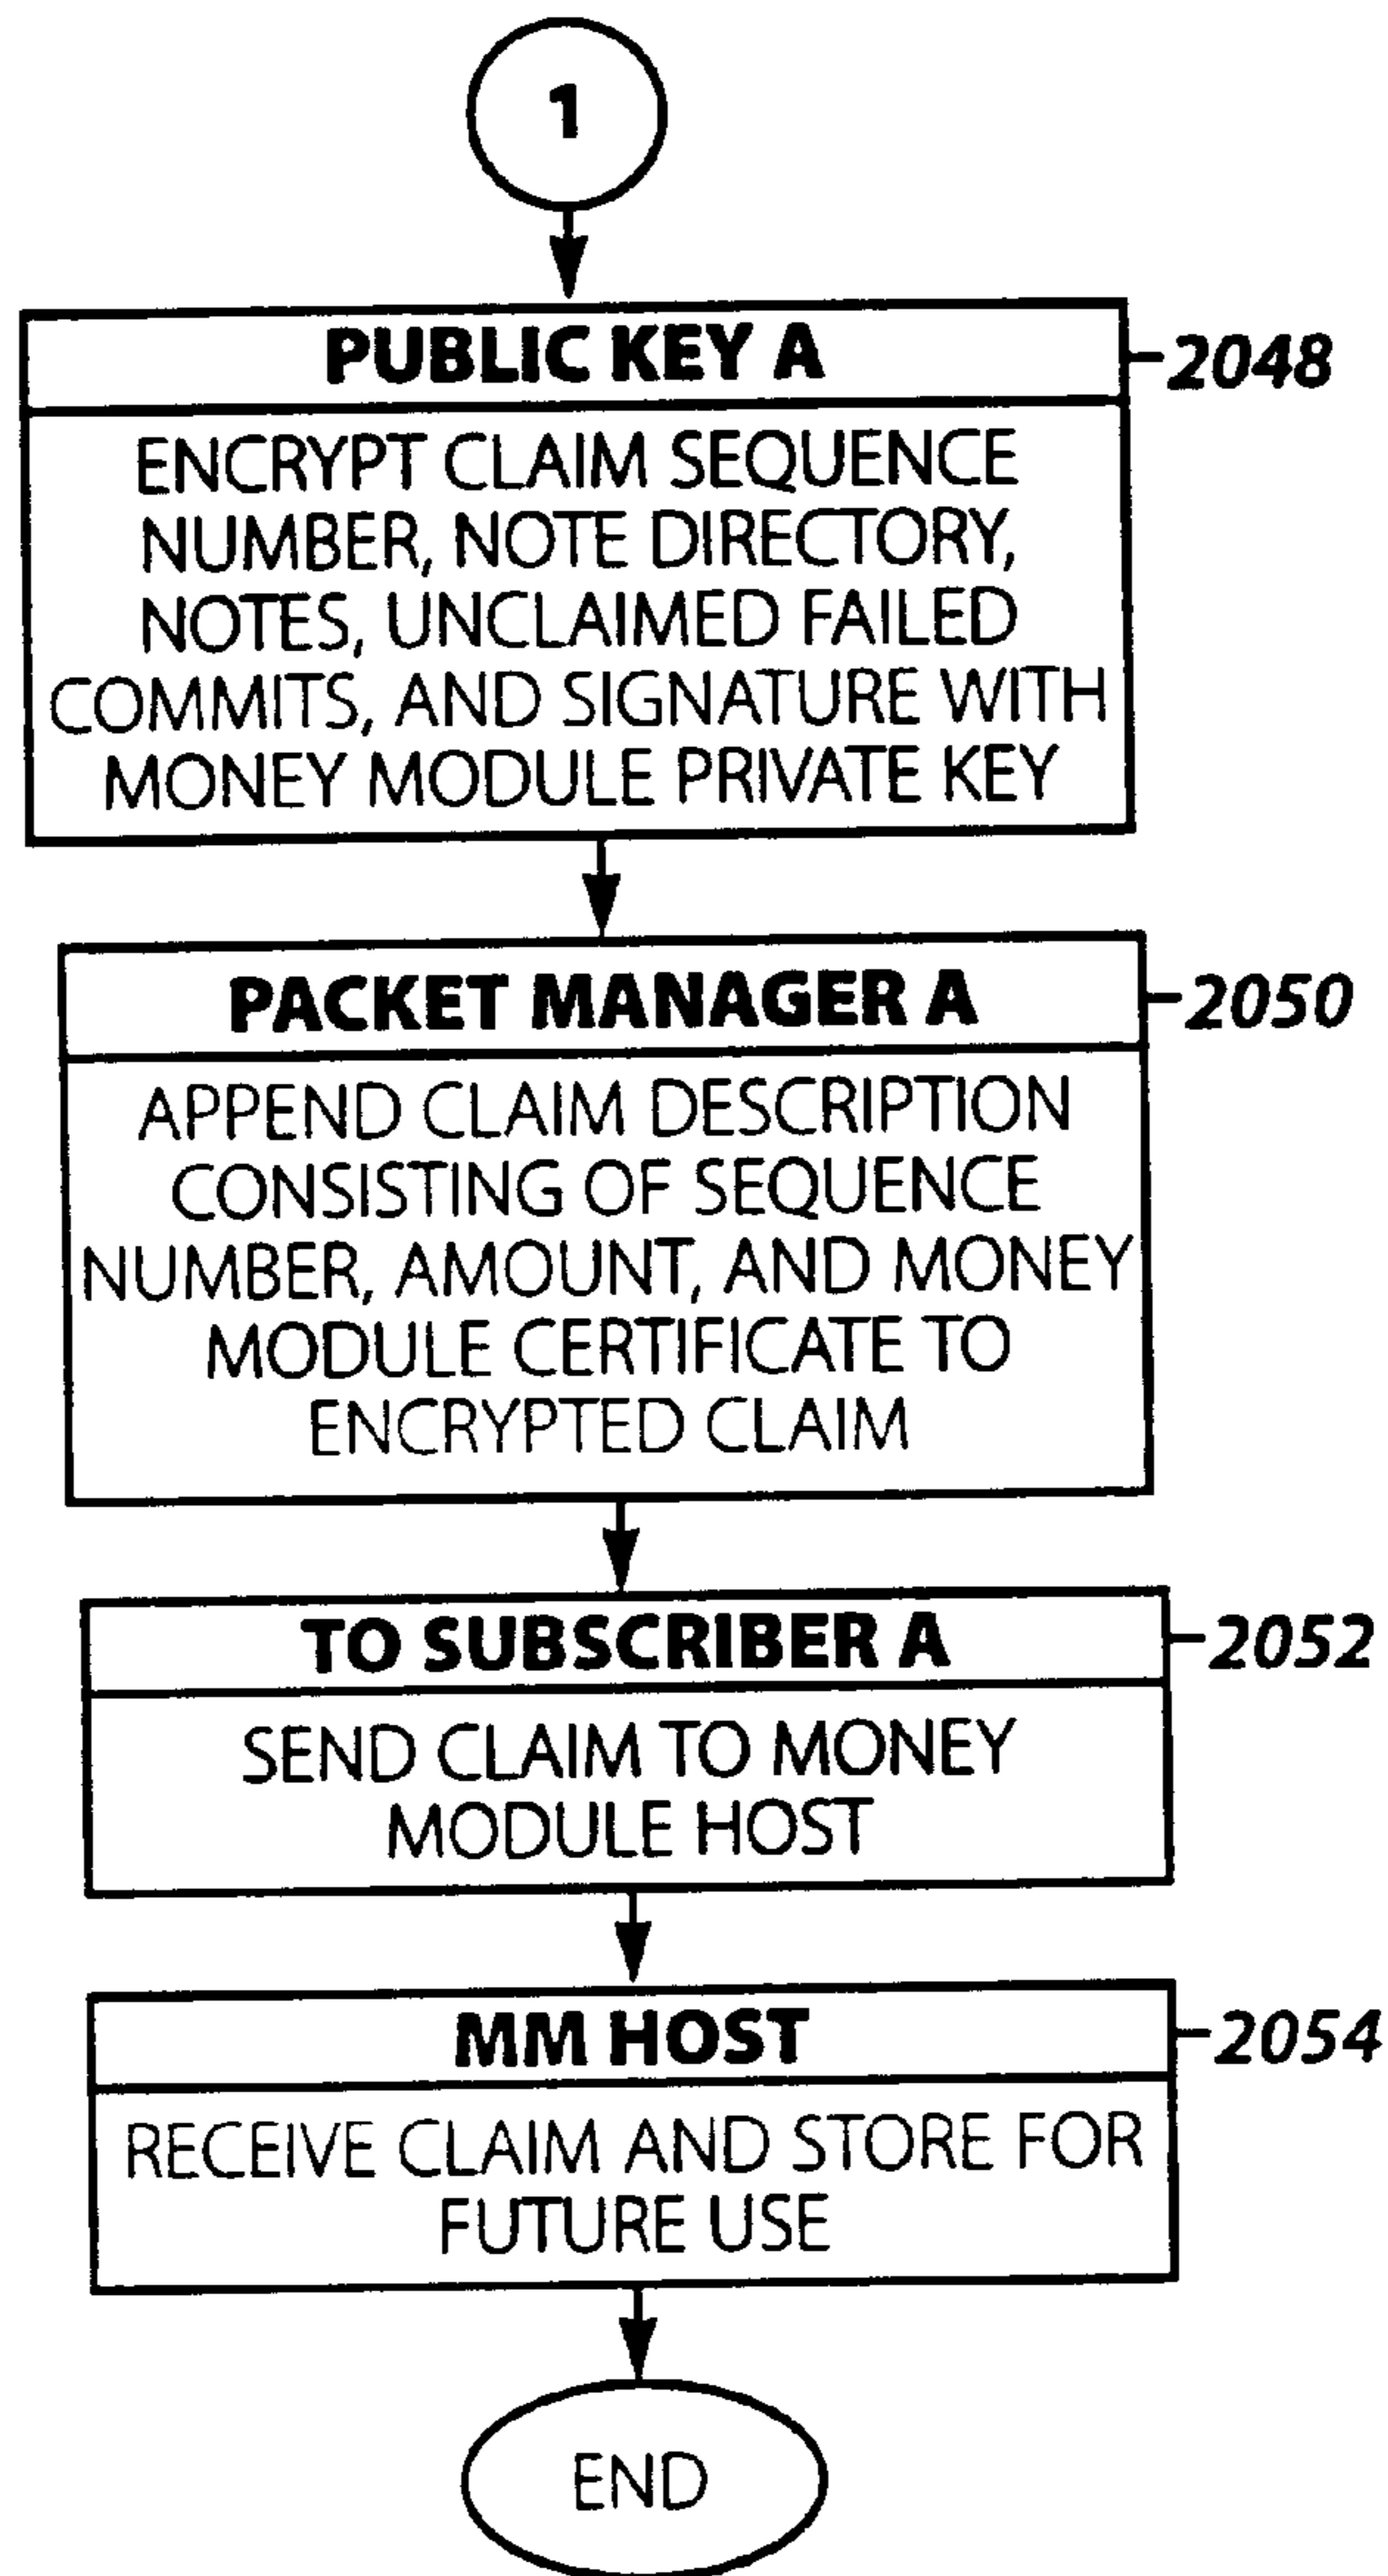 1
PUBLIC KEY A
2048
ENCRYPT CLAIM SEQUENCE
NUMBER, NOTE DIRECTORY,
NOTES, UNCLAIMED FAILED
COMMITS, AND SIGNATURE WITH
MONEY MODULE PRIVATE KEY
PACKET MANAGER A
2050
APPEND CLAIM DESCRIPTION
CONSISTING OF SEQUENCE
NUMBER, AMOUNT, AND MONEY
MODULE CERTIFICATE TO
ENCRYPTED CLAIM
TO SUBSCRIBER A
2052
SEND CLAIM TO MONEY
MODULE HOST
MM HOST
2054
RECEIVE CLAIM AND STORE FOR
FUTURE USE
END